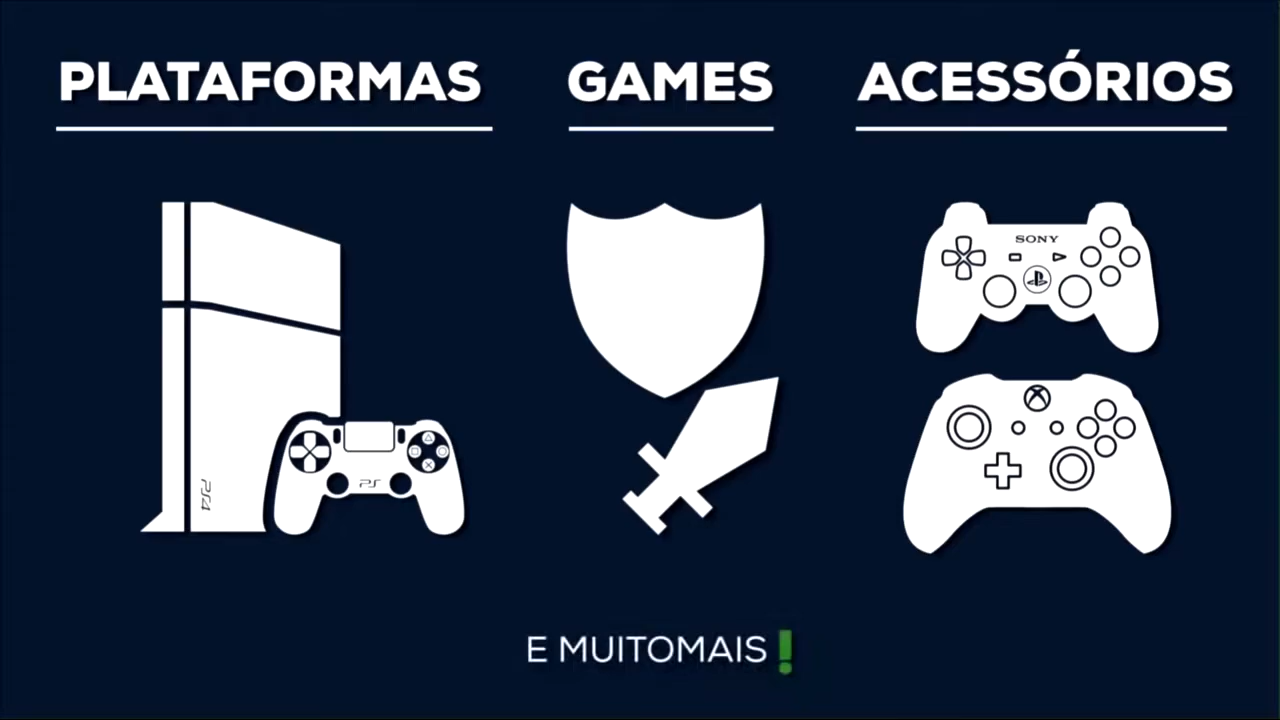 PLATAFORMAS
GAMES
ACESSÓRIOS
SONY
PS4
PS
E MUITOMAIS!